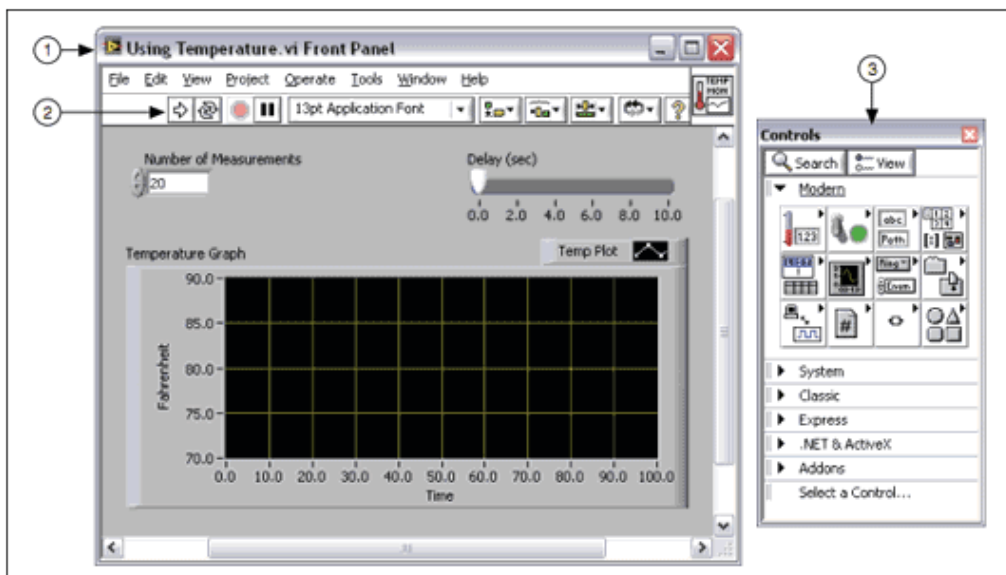 1
Using Temperature.vi Front Panel
File Edit View Project Operate Tools Window Help
TEMP
MON
2
13pt Application Font
?
3
Controls
Search View
Modern
123
abc
Path
Ring
Enum
#
System
Classic
Express
.NET & ActiveX
Addons
Select a Control...
Number of Measurements
20
Delay (sec)
0.0 2.0 4.0 6.0 8.0 10.0
Temperature Graph
Temp Plot
90.0
85.0
80.0
75.0
70.0
Fahrenheit
0.0 10.0 20.0 30.0 40.0 50.0 60.0 70.0 80.0 90.0 100.0
Time